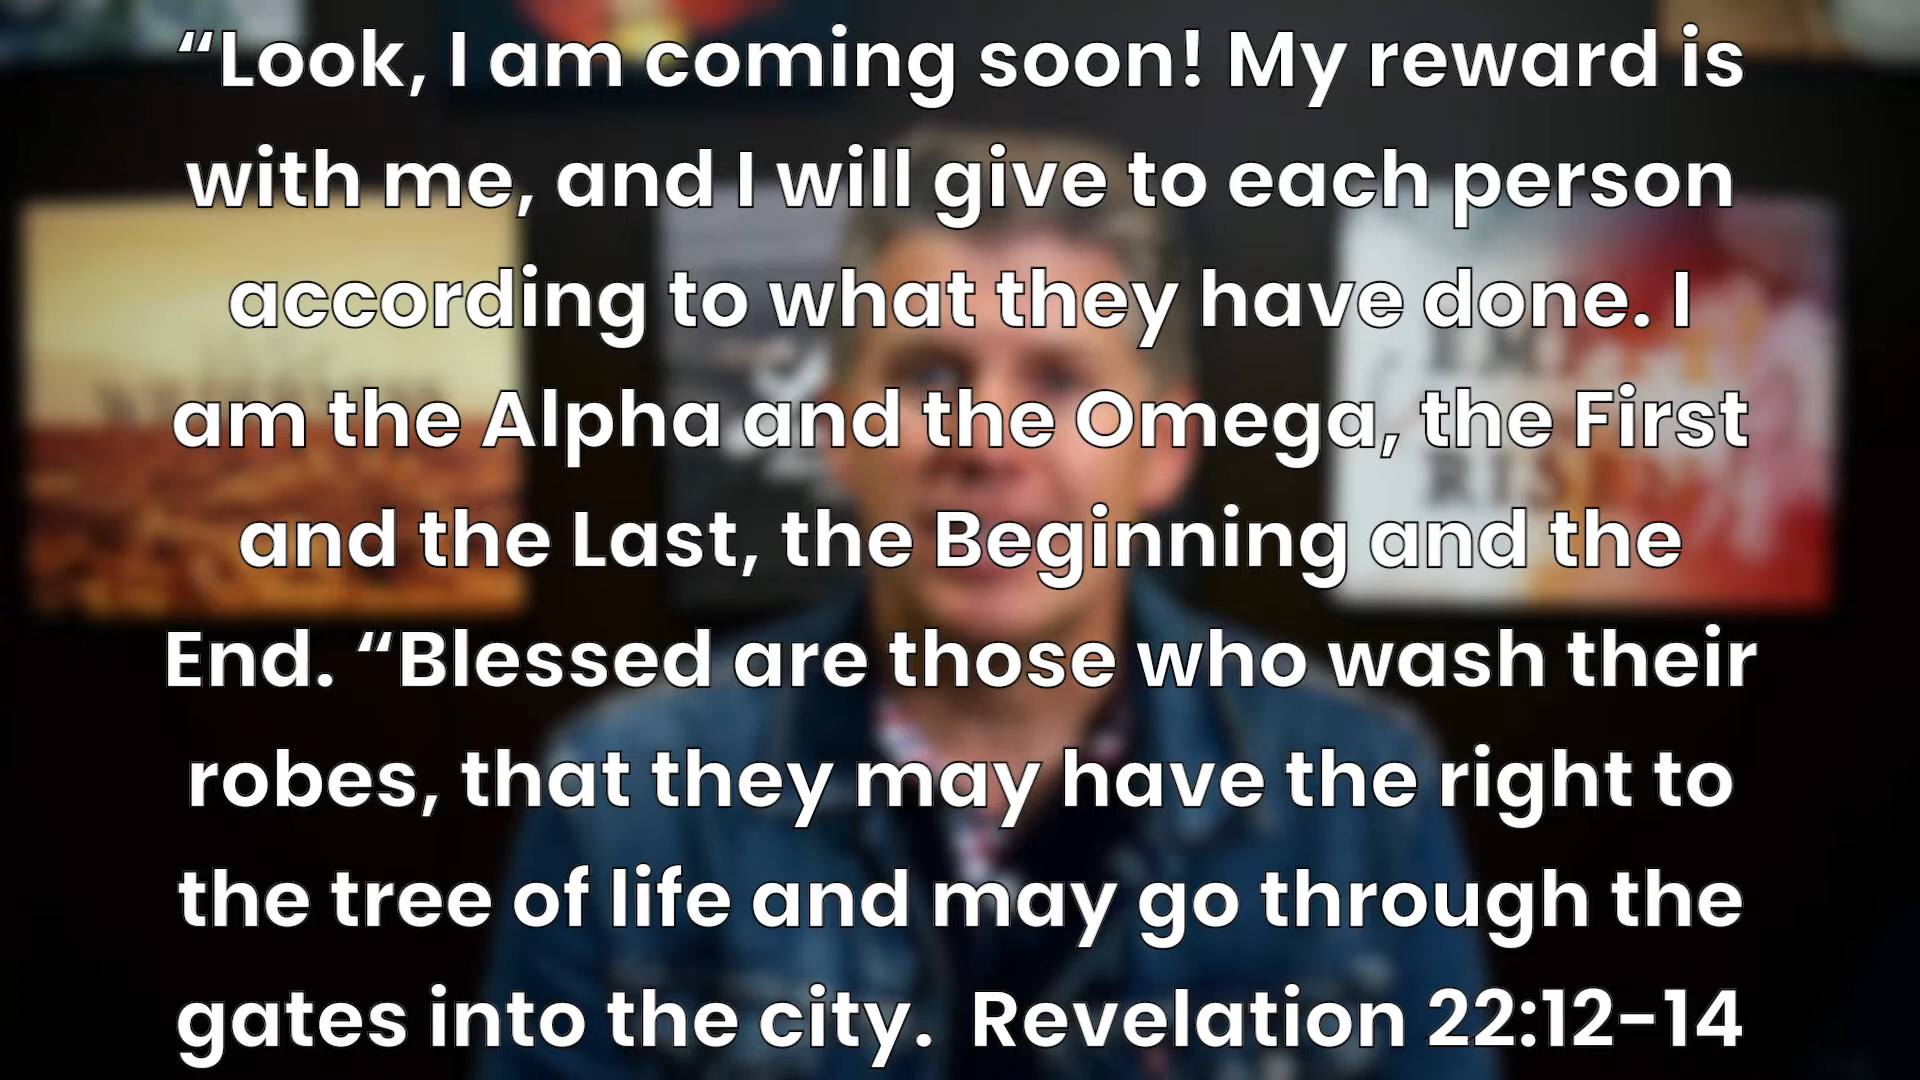 “Look, I am coming soon! My reward is
with me, and I will give to each person
according to what they have done. I
am the Alpha and the Omega, the First
and the Last, the Beginning and the
End. “Blessed are those who wash their
robes, that they may have the right to
the tree of life and may go through the
gates into the city.  Revelation 22:12-14